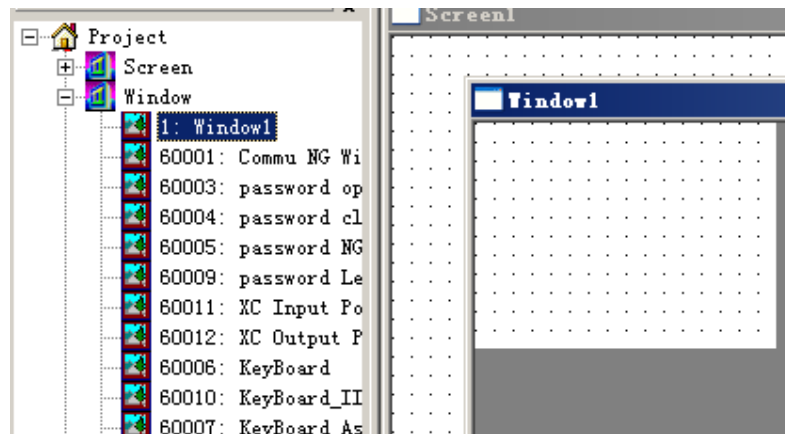 Project
Screen
Window
1: Window1
60001: Commu NG Wi
60003: password op
60004: password cl
60005: password NG
60009: password Le
60011: XC Input Po
60012: XC Output P
60006: KeyBoard
60010: KeyBoard_II
60007: KeyBoard As
Screen1
Window1